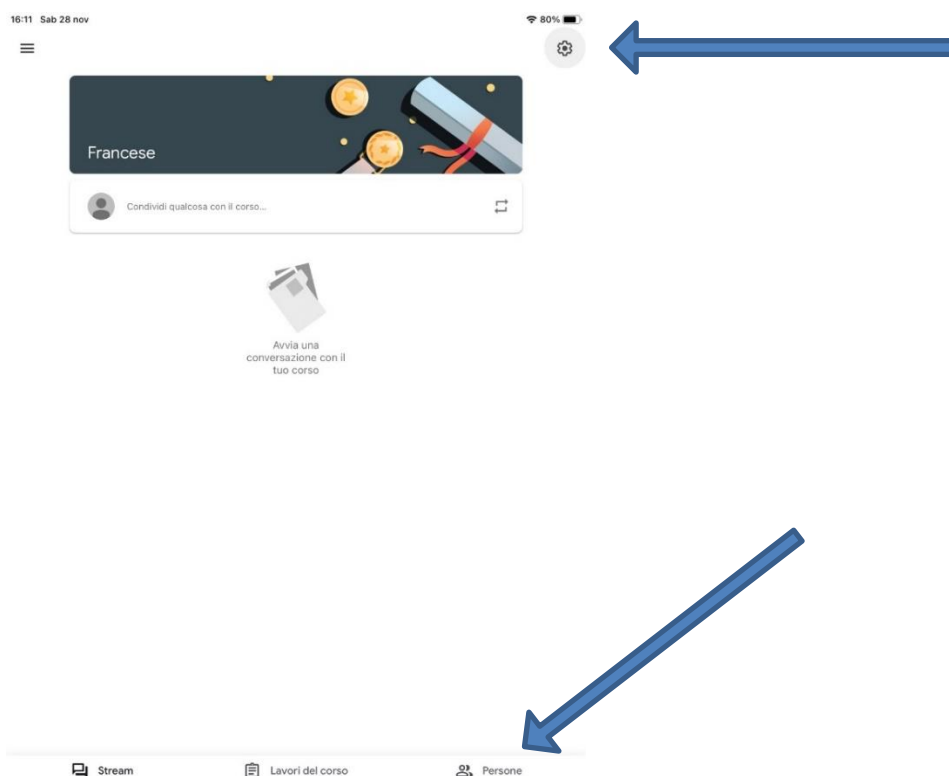 16:11 Sab 28 nov 80%
Francese
Condividi qualcosa con il corso...
Avvia una
conversazione con il
tuo corso
Stream Lavori del corso Persone